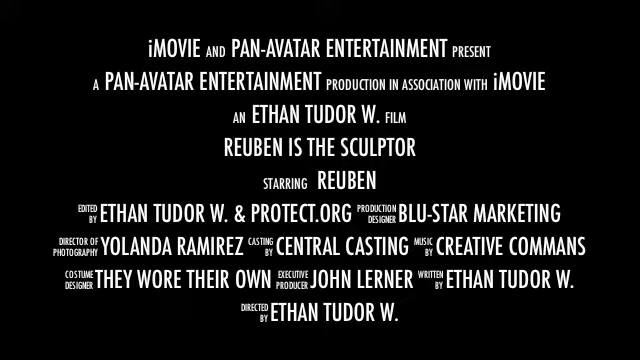 iMOVIE AND PAN-AVATAR ENTERTAINMENT PRESENT
A PAN-AVATAR ENTERTAINMENT PRODUCTION IN ASSOCIATION WITH iMOVIE
AN ETHAN TUDOR W. FILM
REUBEN IS THE SCULPTOR
STARRING REUBEN
EDITED BY ETHAN TUDOR W. & PROTECT.ORG PRODUCTION DESIGNER BLU-STAR MARKETING
DIRECTOR OF PHOTOGRAPHY YOLANDA RAMIREZ CASTING BY CENTRAL CASTING MUSIC BY CREATIVE COMMANS
COSTUME DESIGNER THEY WORE THEIR OWN EXECUTIVE PRODUCER JOHN LERNER WRITTEN BY ETHAN TUDOR W.
DIRECTED BY ETHAN TUDOR W.